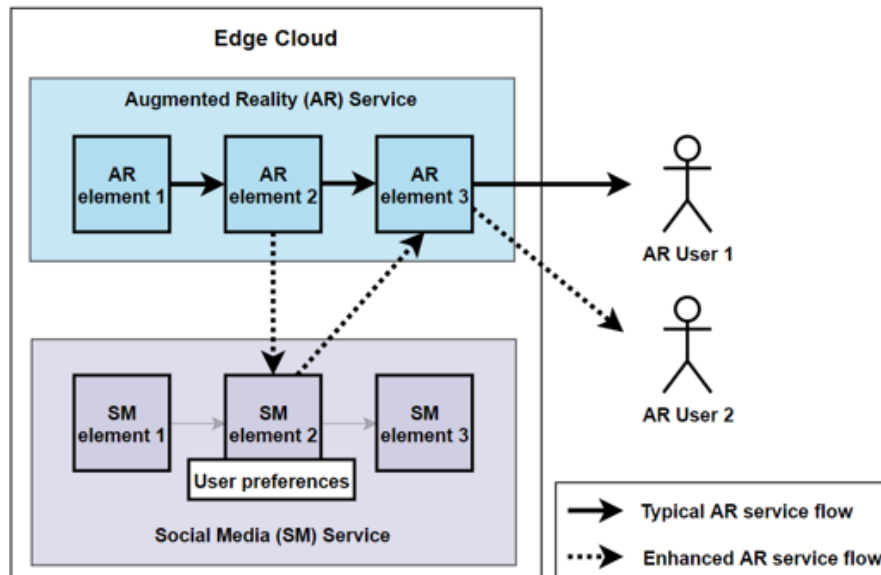 Edge Cloud
Augmented Reality (AR) Service
AR
element 1
AR
element 2
AR
element 3
AR User 1
AR User 2
SM
element 1
SM
element 2
SM
element 3
User preferences
Social Media (SM) Service
Typical AR service flow
Enhanced AR service flow